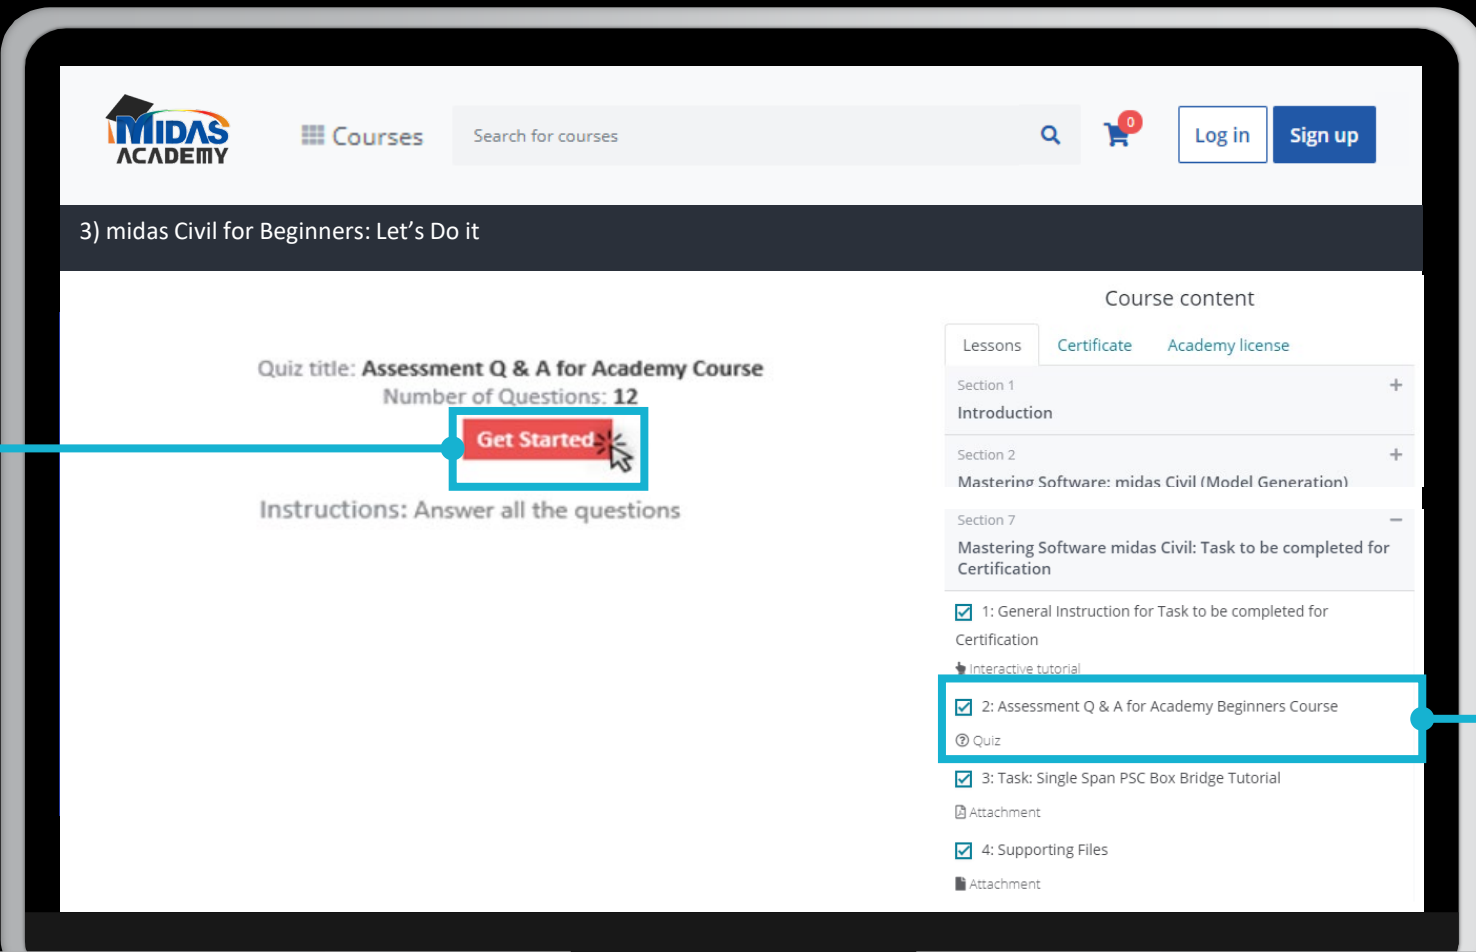 MIDAS
ACADEMY
Courses
Search for courses
0
Log in
Sign up
3) midas Civil for Beginners: Let's Do it
Quiz title: Assessment Q & A for Academy Course
Number of Questions: 12
Get Started
Instructions: Answer all the questions
Course content
Lessons
Certificate
Academy license
Section 1
Introduction
Section 2
Mastering Software: midas Civil (Model Generation)
Section 7
Mastering Software midas Civil: Task to be completed for
Certification
1: General Instruction for Task to be completed for
Certification
Interactive tutorial
2: Assessment Q & A for Academy Beginners Course
Quiz
3: Task: Single Span PSC Box Bridge Tutorial
Attachment
4: Supporting Files
Attachment